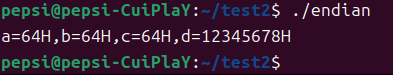 pepsi@pepsi-CuiPlaY:~/test2$ ./endian
a=64H,b=64H,c=64H,d=12345678H
pepsi@pepsi-CuiPlaY:~/test2$